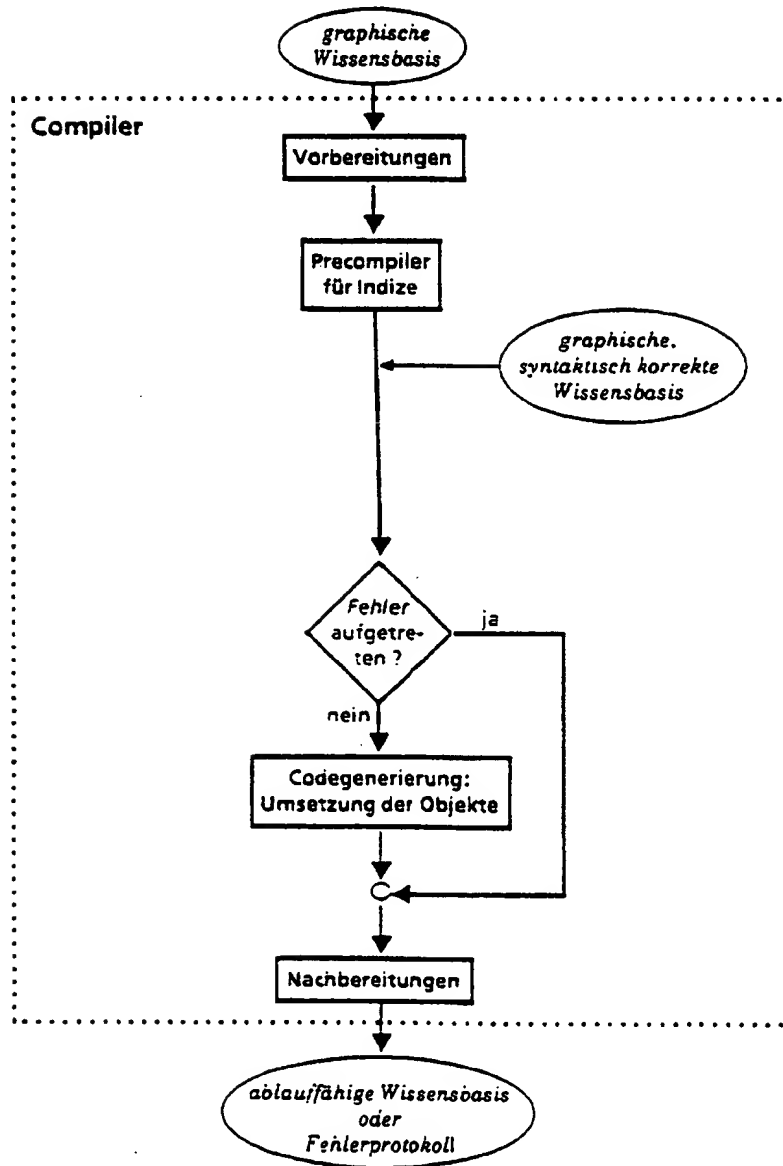 graphische
Wissensbasis
Compiler
Vorbereitungen
Precompiler
für Indize
graphische,
syntaktisch korrekte
Wissensbasis
Fehler
aufgetre-
ten ?
ja
nein
Codegenerierung:
Umsetzung der Objekte
Nachbereitungen
ablauffähige Wissensbasis
oder
Fehlerprotokoll